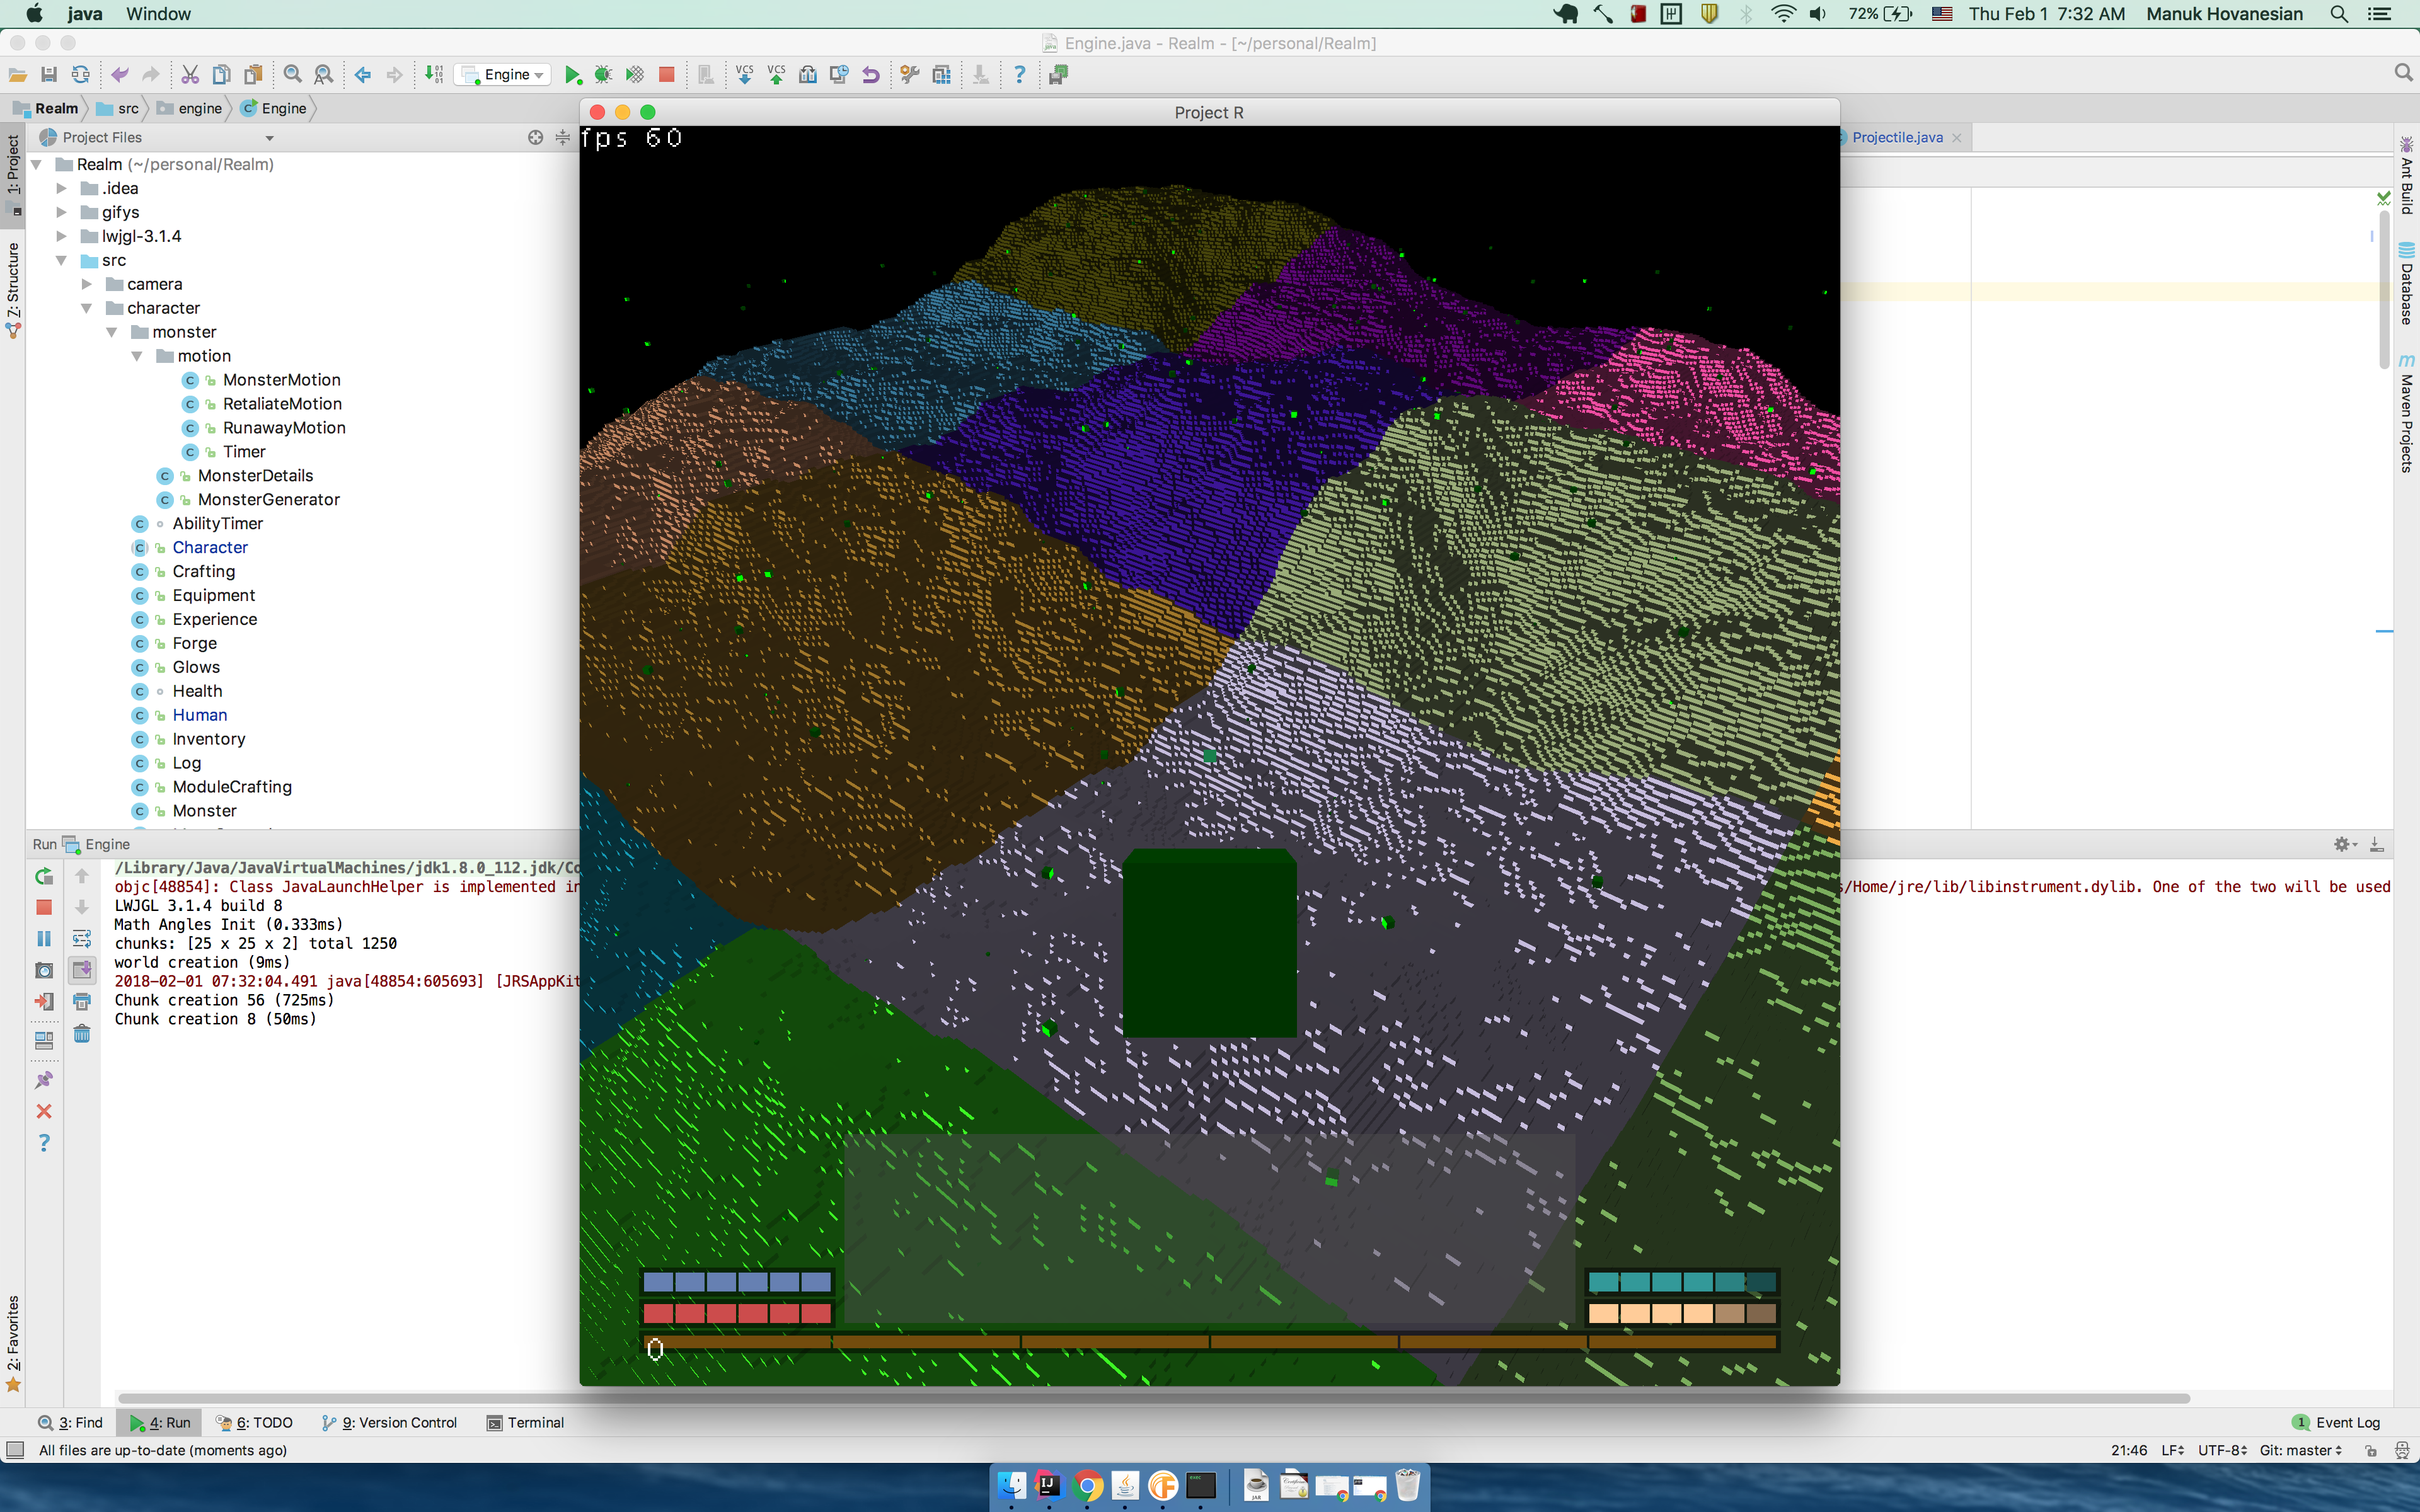 java Window 72% Thu Feb 1 7:32 AM Manuk Hovanesian
Engine.java - Realm - [~/personal/Realm]
Engine
VCS VCS
Realm src engine Engine
Project R
Project Files
fps 60
Projectile.java
1: Project
7: Structure
2: Favorites
Ant Build
Database
Maven Projects
Realm (~/personal/Realm)
.idea
gifys
lwjgl-3.1.4
src
camera
character
monster
motion
MonsterMotion
RetaliateMotion
RunawayMotion
Timer
MonsterDetails
MonsterGenerator
AbilityTimer
Character
Crafting
Equipment
Experience
Forge
Glows
Health
Human
Inventory
Log
ModuleCrafting
Monster
Run Engine
/Library/Java/JavaVirtualMachines/jdk1.8.0_112.jdk/Co
objc[48854]: Class JavaLaunchHelper is implemented in s/Home/jre/lib/libinstrument.dylib. One of the two will be used
LWJGL 3.1.4 build 8
Math Angles Init (0.333ms)
chunks: [25 x 25 x 2] total 1250
world creation (9ms)
2018-02-01 07:32:04.491 java[48854:605693] [JRSAppKit
Chunk creation 56 (725ms)
Chunk creation 8 (50ms)
0
3: Find 4: Run 6: TODO 9: Version Control Terminal 1 Event Log
All files are up-to-date (moments ago) 21:46 LF UTF-8 Git: master
IJ
JAR